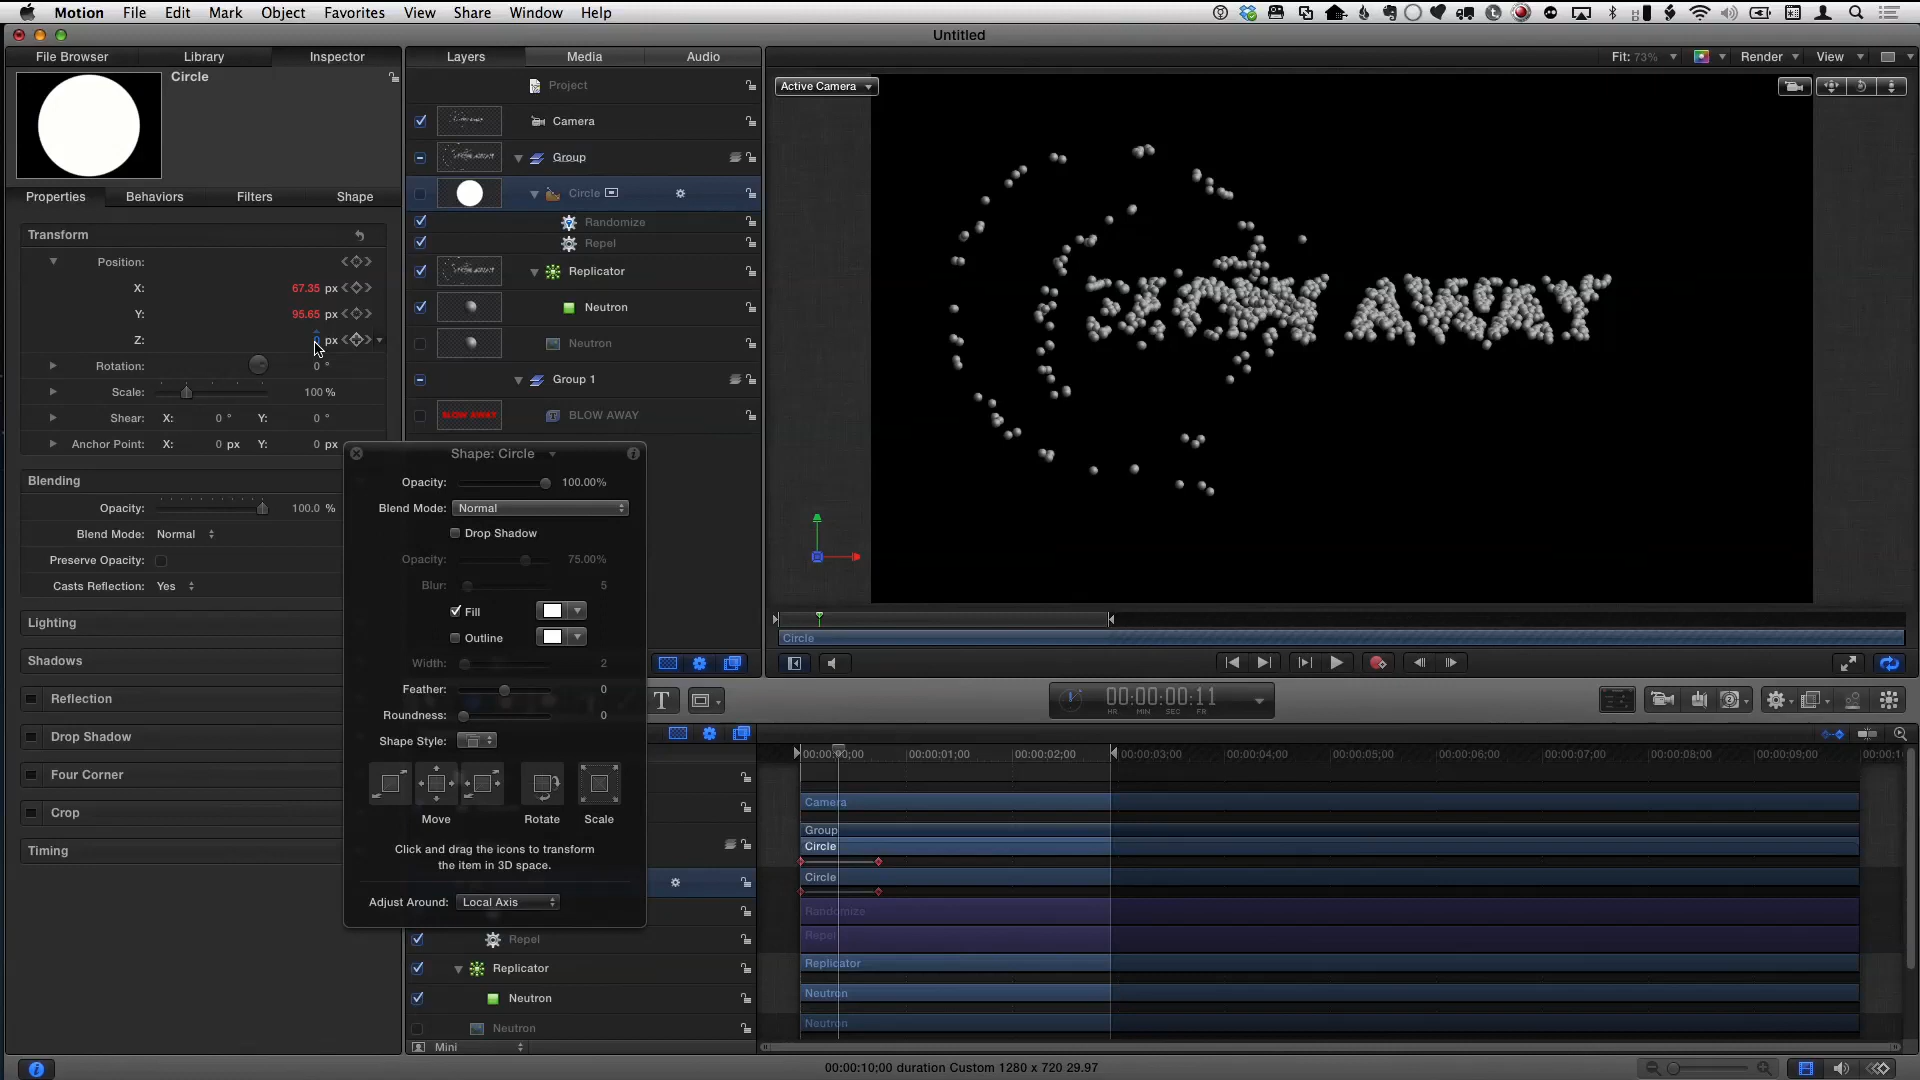 Motion File Edit Mark Object Favorites View Share Window Help
Untitled
File Browser Library Inspector
Layers Media Audio
Fit: 73% Render View
Circle
Active Camera
Project
Camera
Group
Circle
Randomize
Repel
Replicator
Neutron
Neutron
Group 1
BLOW AWAY BLOW AWAY
Properties Behaviors Filters Shape
Transform
Position:
X: 67.35 px
Y: 95.65 px
Z: px
Rotation: 0 °
Scale: 100 %
Shear: X: 0 ° Y: 0 °
Anchor Point: X: 0 px Y: 0 px
Blending
Opacity: 100.0 %
Blend Mode: Normal
Preserve Opacity:
Casts Reflection: Yes
Lighting
Shadows
Reflection
Drop Shadow
Four Corner
Crop
Timing
Shape: Circle
Opacity: 100.00%
Blend Mode: Normal
Drop Shadow
Opacity: 75.00%
Blur: 5
Fill
Outline
Width: 2
Feather: 0
Roundness: 0
Shape Style:
Move Rotate Scale
Click and drag the icons to transform
the item in 3D space.
Adjust Around: Local Axis
AWAY
Circle
T
00:00:00:11
HR MIN SEC FR
00:00:00;00 00:00:01;00 00:00:02;00 00:00:03;00 00:00:04;00 00:00:05;00 00:00:06;00 00:00:07;00 00:00:08;00 00:00:09;00
Camera
Group
Circle
Circle
Randomize
Repel
Replicator
Neutron
Neutron
Repel
Replicator
Neutron
Neutron
Mini
00:00:10;00 duration Custom 1280 x 720 29.97